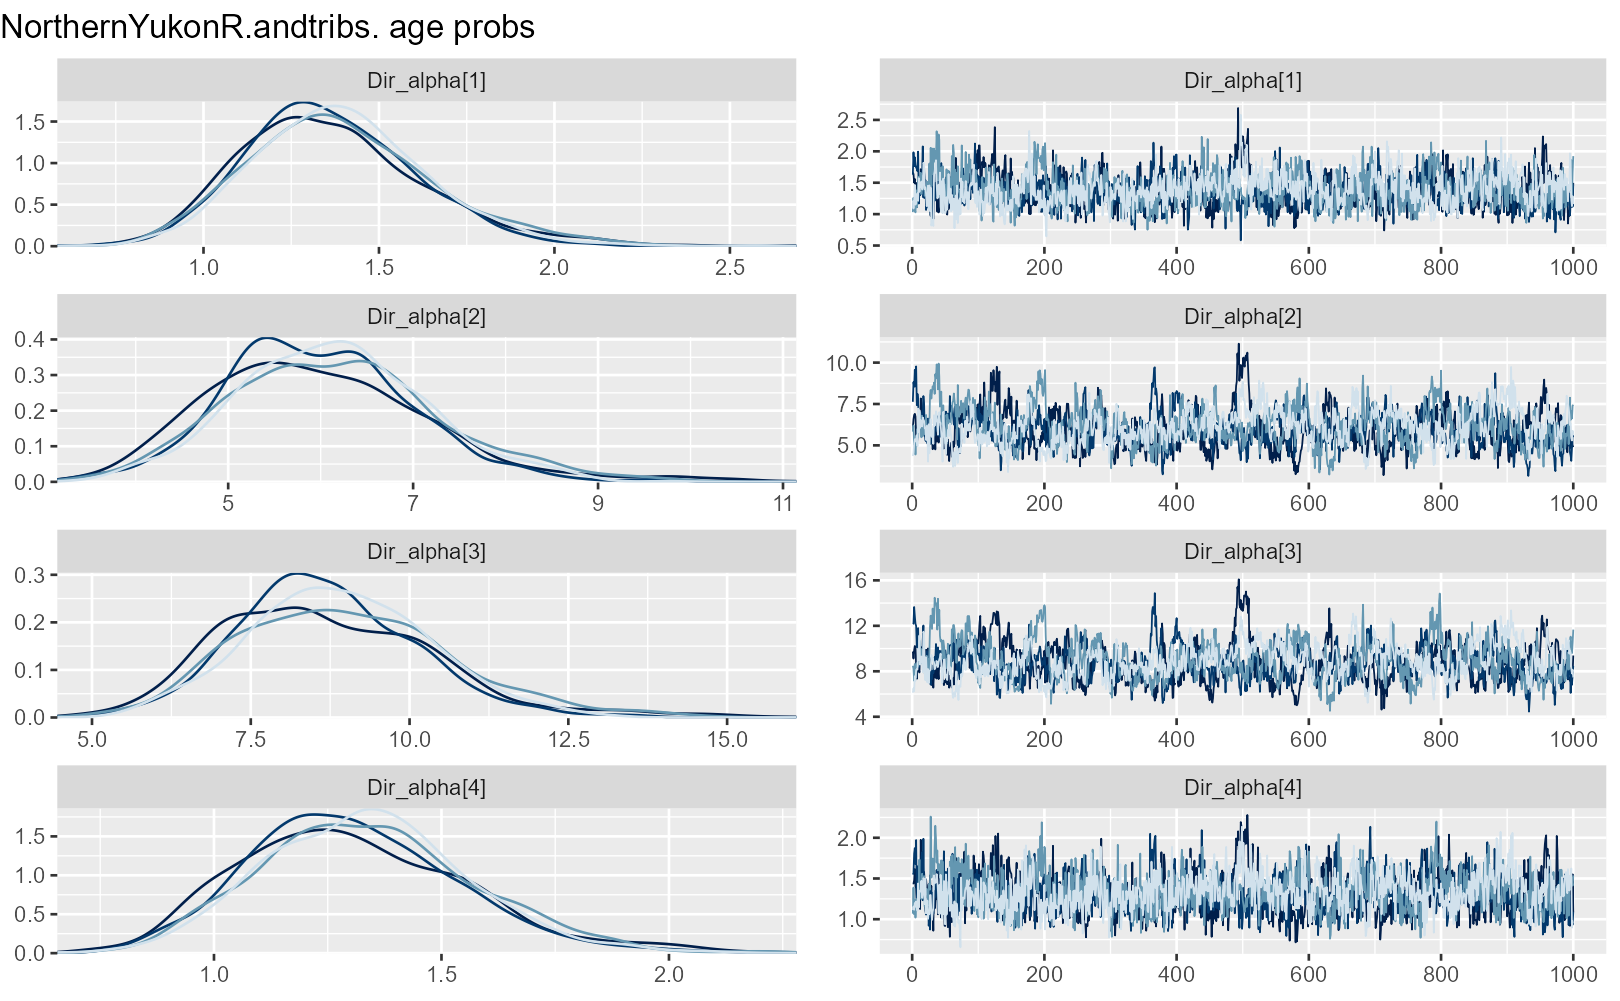 NorthernYukonR.andtribs. age probs
Dir_alpha[1]
1.5
1.0
0.5
0.0
1.0 1.5 2.0 2.5
Dir_alpha[1]
2.5
2.0
1.5
1.0
0.5
0 200 400 600 800 1000
Dir_alpha[2]
0.4
0.3
0.2
0.1
0.0
5 7 9 11
Dir_alpha[2]
10.0
7.5
5.0
0 200 400 600 800 1000
Dir_alpha[3]
0.3
0.2
0.1
0.0
5.0 7.5 10.0 12.5 15.0
Dir_alpha[3]
16
12
8
4
0 200 400 600 800 1000
Dir_alpha[4]
1.5
1.0
0.5
0.0
1.0 1.5 2.0
Dir_alpha[4]
2.0
1.5
1.0
0 200 400 600 800 1000